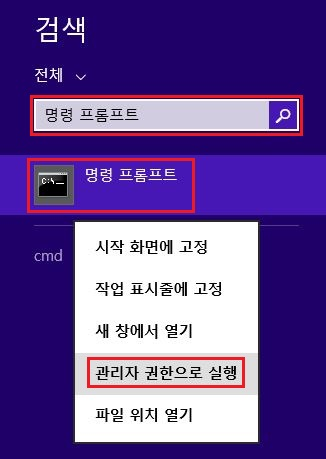 검색
전체
명령 프롬프트
C:\
명령 프롬프트
cmd
시작 화면에 고정
작업 표시줄에 고정
새 창에서 열기
관리자 권한으로 실행
파일 위치 열기